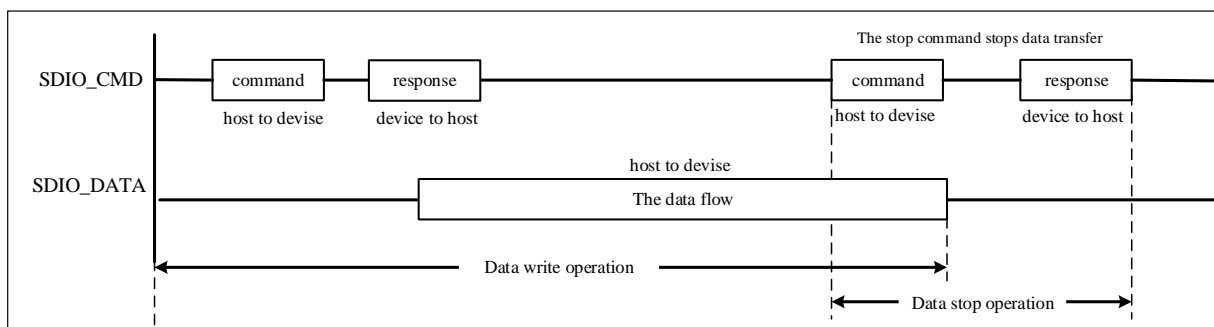 The stop command stops data transfer
SDIO_CMD
command
response
command
response
host to devise
device to host
host to devise
device to host
host to devise
SDIO_DATA
The data flow
Data write operation
Data stop operation